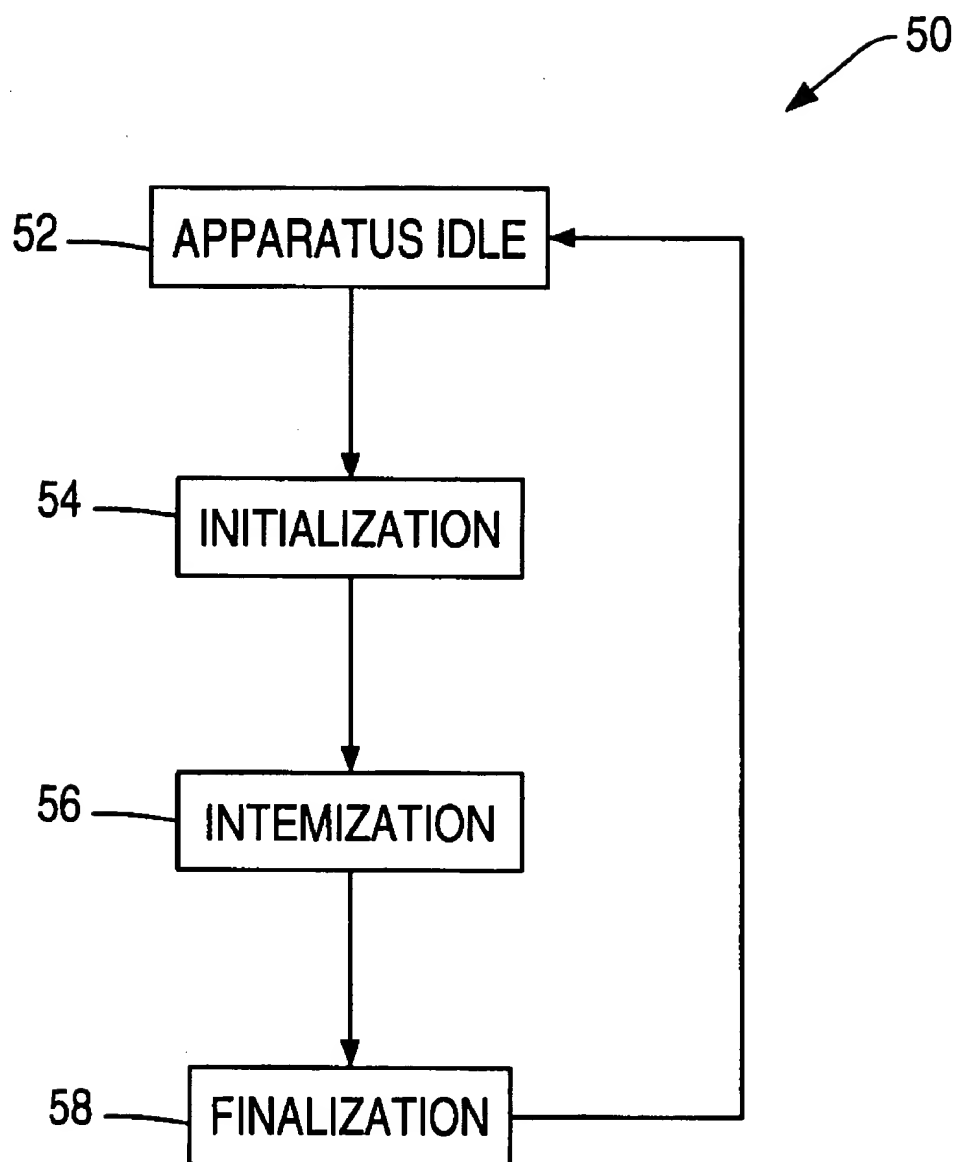 50
52 APPARATUS IDLE
54 INITIALIZATION
56 INTEMIZATION
58 FINALIZATION